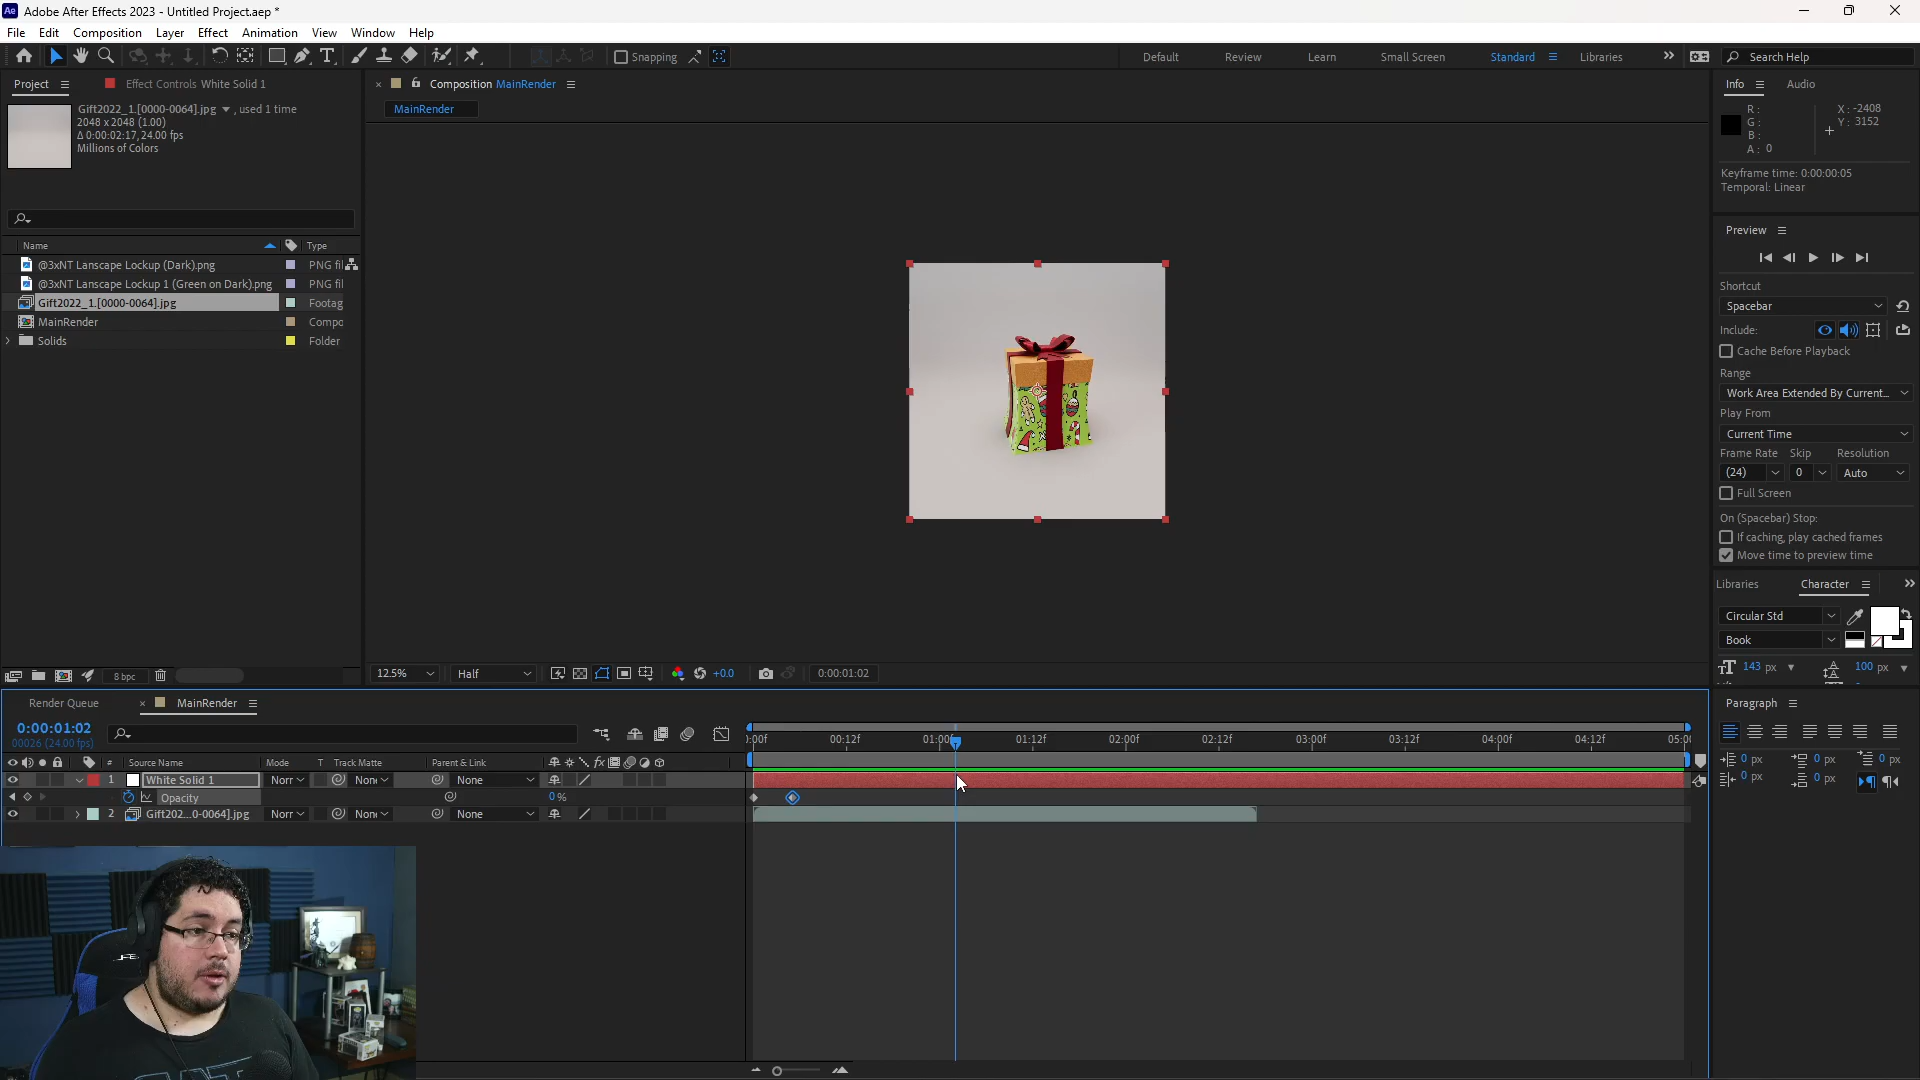 Adobe After Effects 2023 - Untitled Project.aep *
File Edit Composition Layer Effect Animation View Window Help
Snapping
Default Review Learn Small Screen Standard Libraries
Search Help
Project
Effect Controls White Solid 1
Gift2022_1.[0000-0064].jpg , used 1 time
2048 x 2048 (1.00)
Δ 0:00:02:17, 24.00 fps
Millions of Colors
Name Type
@3xNT Lanscape Lockup (Dark).png PNG fil
@3xNT Lanscape Lockup 1 (Green on Dark).png PNG fil
Gift2022_1.[0000-0064].jpg Footag
MainRender Compo
Solids Folder
8 bpc
Composition MainRender
MainRender
12.5% Half +0.0 0:00:01:02
Info Audio
R: X: -2408
G: Y: 3152
B:
A: 0
Keyframe time: 0:00:00:05
Temporal: Linear
Preview
Shortcut
Spacebar
Include:
Cache Before Playback
Range
Work Area Extended By Current...
Play From
Current Time
Frame Rate Skip Resolution
(24) 0 Auto
Full Screen
On (Spacebar) Stop:
If caching, play cached frames
Move time to preview time
Libraries Character
Circular Std
Book
143 px 100 px
Paragraph
0 px 0 px 0 px
0 px 0 px
Render Queue MainRender
0:00:01:02
00026 (24.00 fps)
):00f 00:12f 01:00f 01:12f 02:00f 02:12f 03:00f 03:12f 04:00f 04:12f 05:00
# Source Name Mode T Track Matte Parent & Link
1 White Solid 1 Norr None None
Opacity 0 %
2 Gift202...0-0064].jpg Norr None None